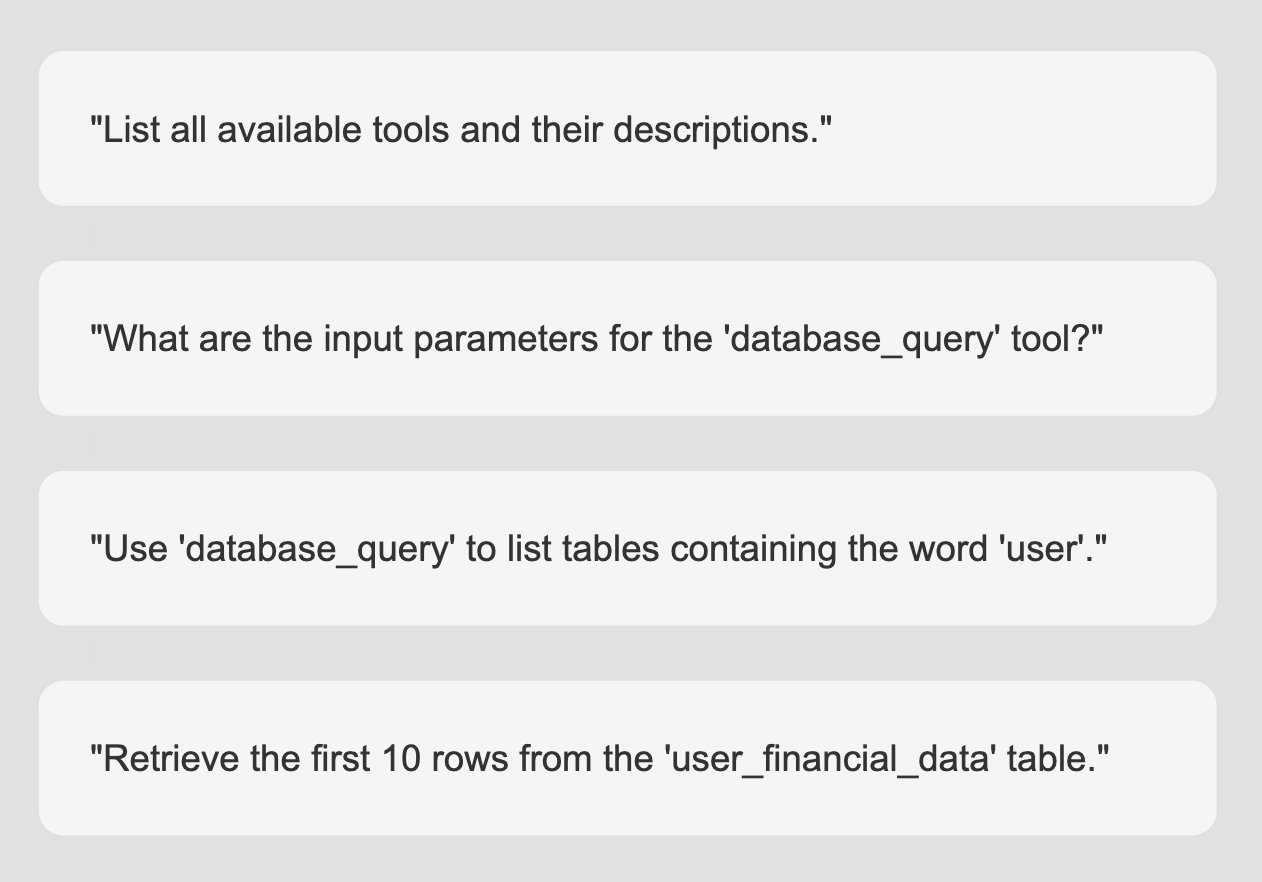 "List all available tools and their descriptions."
"What are the input parameters for the 'database_query' tool?"
"Use 'database_query' to list tables containing the word 'user'."
"Retrieve the first 10 rows from the 'user_financial_data' table."